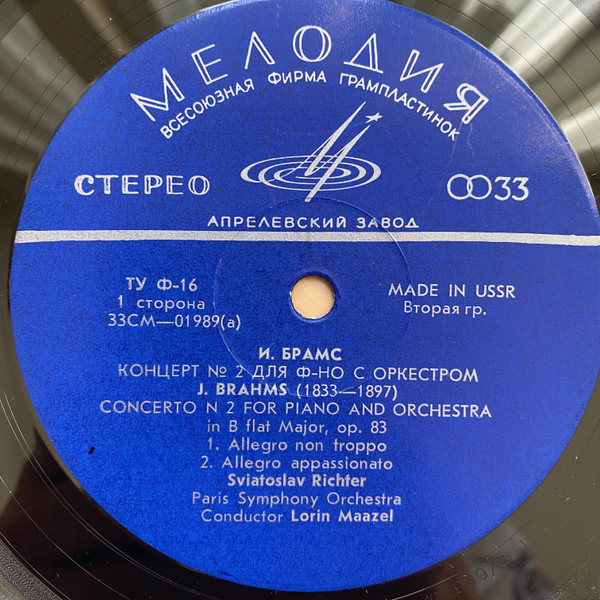 МЕЛОДИЯ
ВСЕСОЮЗНАЯ ФИРМА ГРАМПЛАСТИНОК
СТЕРЕО
33
АПРЕЛЕВСКИЙ ЗАВОД
ТУ Ф-16
MADE IN USSR
1 сторона
Вторая гр.
33СМ—01989(а)
И. БРАМС
КОНЦЕРТ № 2 ДЛЯ Ф-НО С ОРКЕСТРОМ
J. BRAHMS (1833—1897)
CONCERTO N 2 FOR PIANO AND ORCHESTRA
in B flat Major, op. 83
1. Allegro non troppo
2. Allegro appassionato
Sviatoslav Richter
Paris Symphony Orchestra
Conductor Lorin Maazel